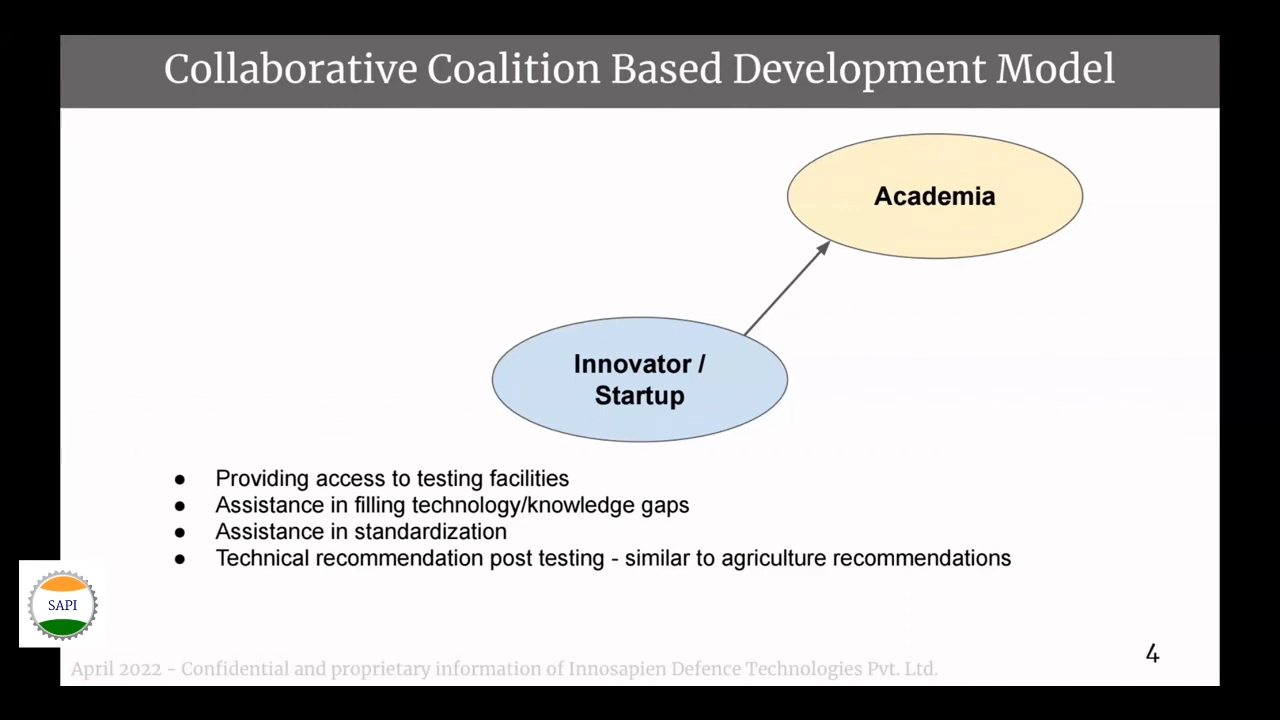 Collaborative Coalition Based Development Model
Academia
Innovator /
Startup
● Providing access to testing facilities
● Assistance in filling technology/knowledge gaps
● Assistance in standardization
● Technical recommendation post testing - similar to agriculture recommendations
SAPI
4
April 2022 - Confidential and proprietary information of Innosapien Defence Technologies Pvt. Ltd.